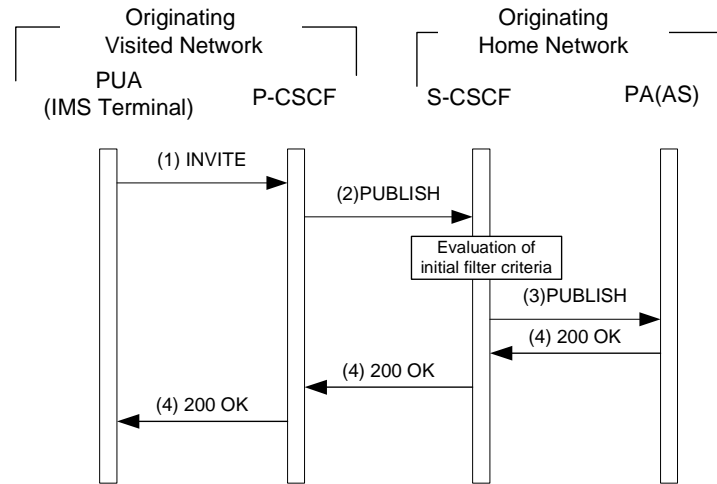 Originating
Visited Network
Originating
Home Network
PUA
(IMS Terminal)
P-CSCF
S-CSCF
PA(AS)
(1) INVITE
(2)PUBLISH
Evaluation of
initial filter criteria
(3)PUBLISH
(4) 200 OK
(4) 200 OK
(4) 200 OK